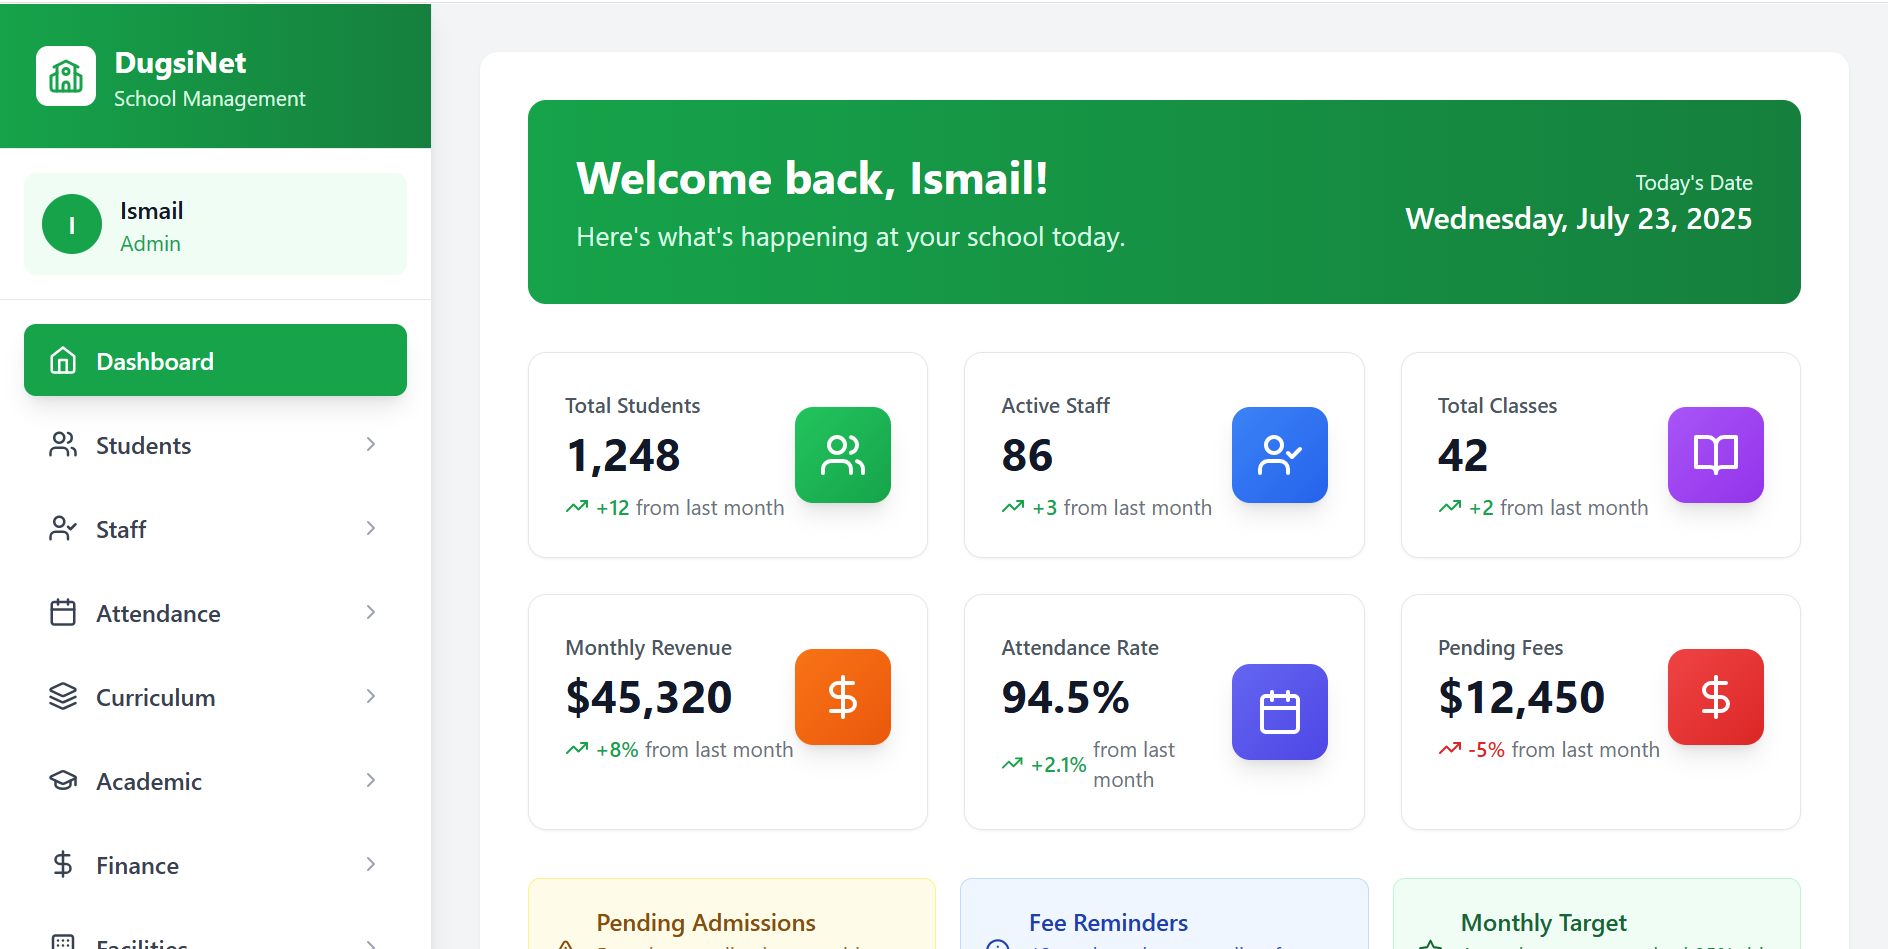 DugsiNet
School Management
I
Ismail
Admin
Dashboard
Students
Staff
Attendance
Curriculum
Academic
Finance
Facilities
Welcome back, Ismail!
Here's what's happening at your school today.
Today's Date
Wednesday, July 23, 2025
Total Students
1,248
+12 from last month
Active Staff
86
+3 from last month
Total Classes
42
+2 from last month
Monthly Revenue
$45,320
+8% from last month
Attendance Rate
94.5%
+2.1% from last
month
Pending Fees
$12,450
-5% from last month
Pending Admissions
Fee Reminders
Monthly Target